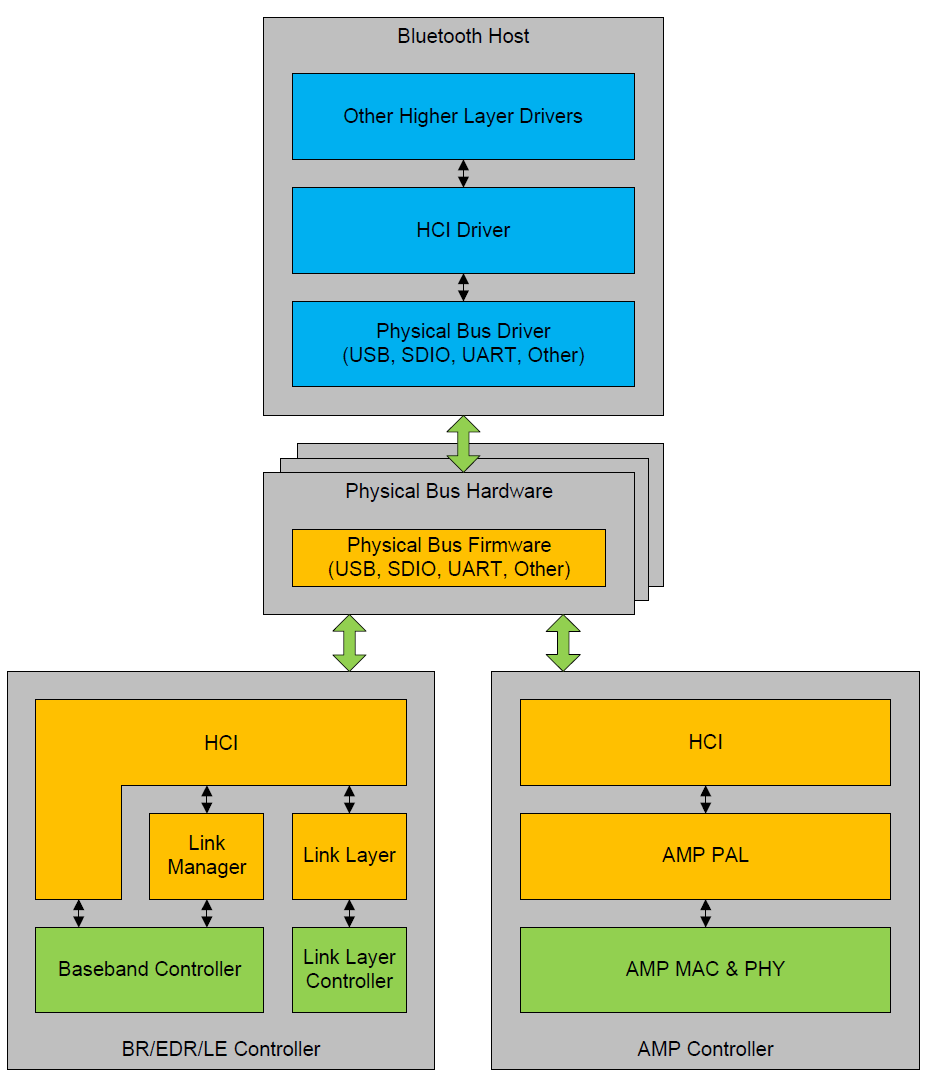 Bluetooth Host
Other Higher Layer Drivers
HCI Driver
Physical Bus Driver
(USB, SDIO, UART, Other)
Physical Bus Hardware
Physical Bus Firmware
(USB, SDIO, UART, Other)
HCI
Link
Manager
Link Layer
Baseband Controller
Link Layer
Controller
BR/EDR/LE Controller
HCI
AMP PAL
AMP MAC & PHY
AMP Controller